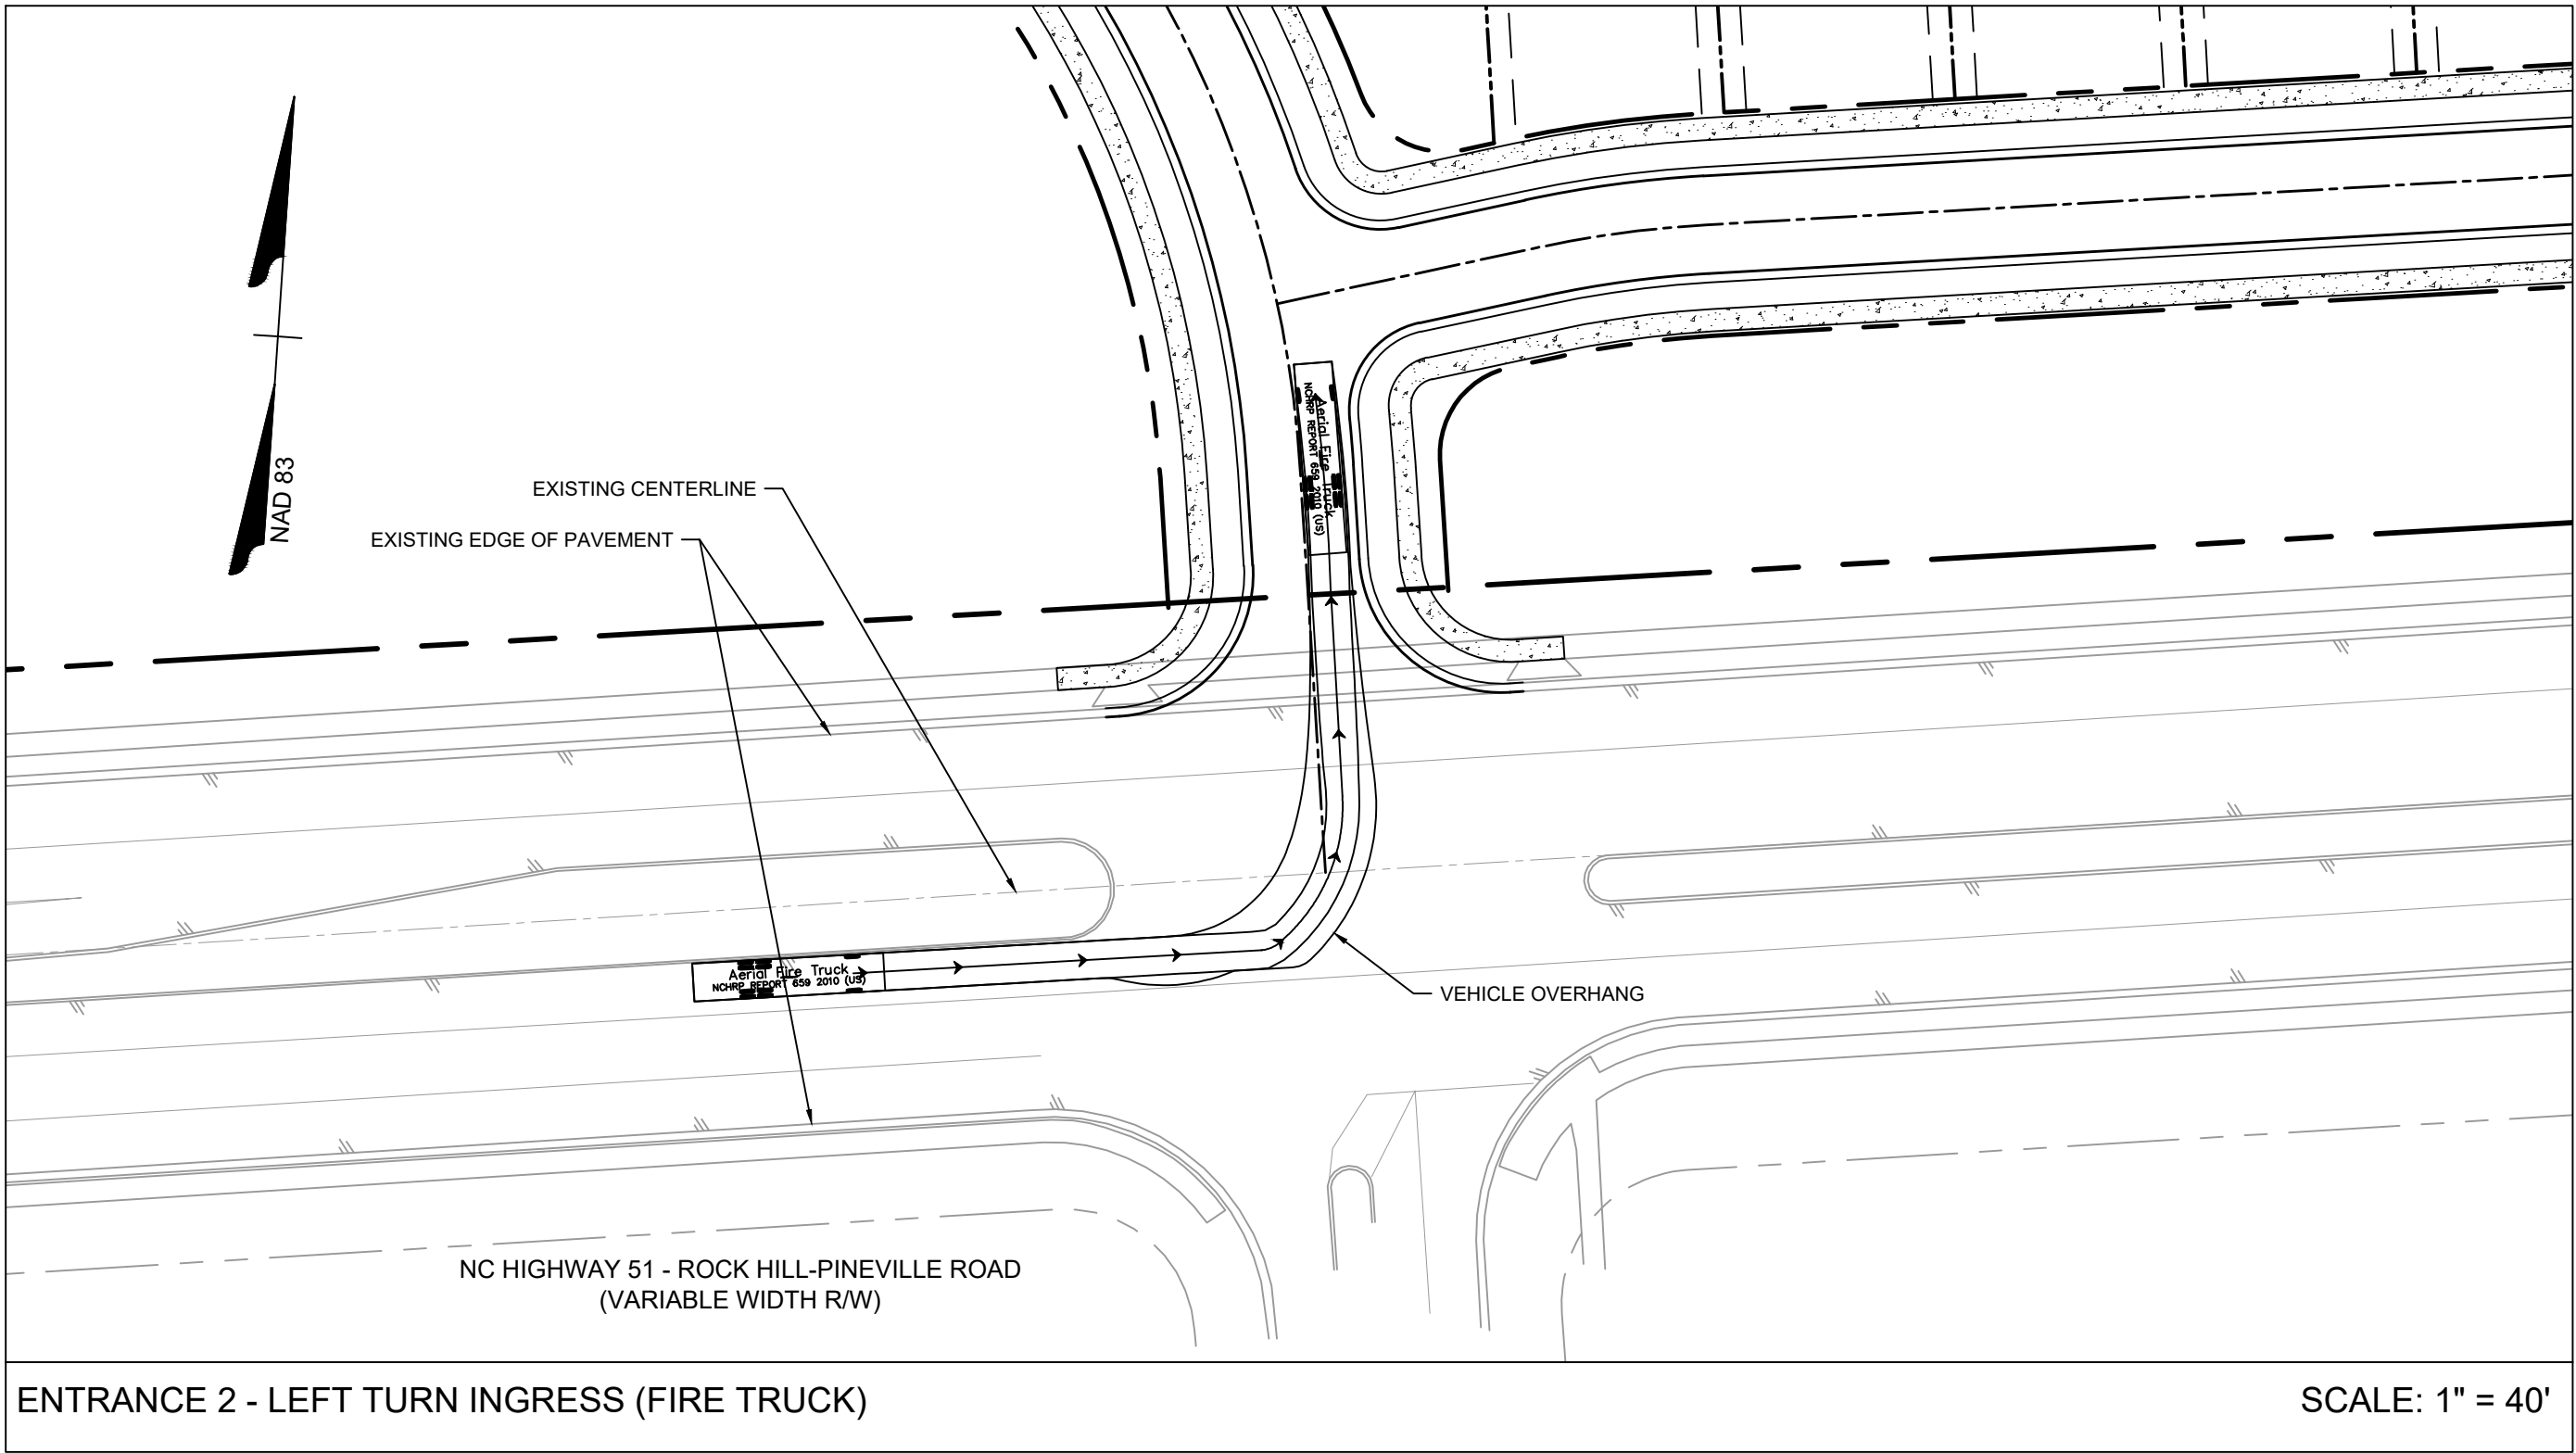 NAD 83
EXISTING CENTERLINE
EXISTING EDGE OF PAVEMENT
Aerial Fire Truck
NCHRP REPORT 659 2010 (US)
Aerial Fire Truck
NCHRP REPORT 659 2010 (US)
VEHICLE OVERHANG
NC HIGHWAY 51 - ROCK HILL-PINEVILLE ROAD
(VARIABLE WIDTH R/W)
ENTRANCE 2 - LEFT TURN INGRESS (FIRE TRUCK)
SCALE: 1" = 40'